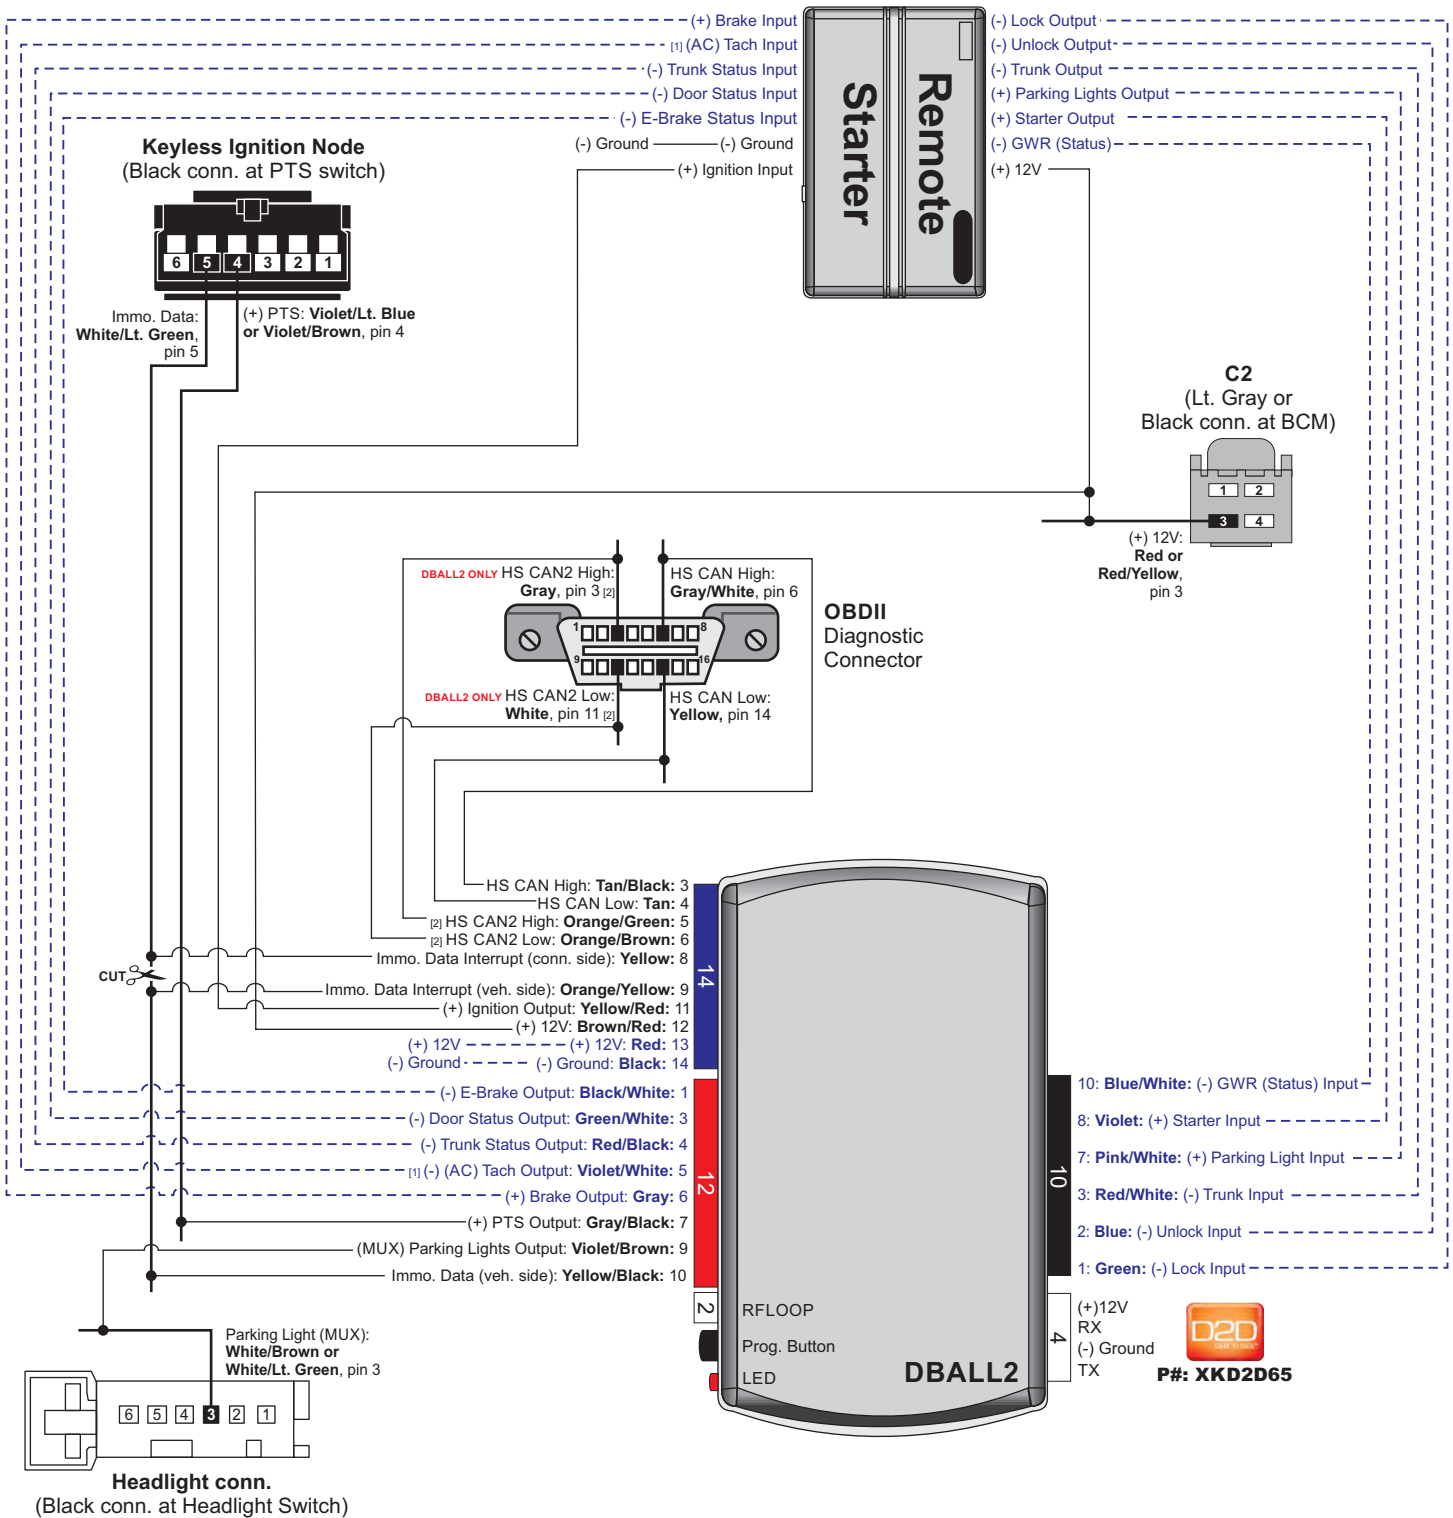 (+) Brake Input
[1] (AC) Tach Input
(-) Trunk Status Input
(-) Door Status Input
(-) E-Brake Status Input
(-) Ground
(-) Ground
(+) Ignition Input
Remote
Starter
(-) Lock Output
(-) Unlock Output
(-) Trunk Output
(+) Parking Lights Output
(+) Starter Output
(-) GWR (Status)
(+) 12V
Keyless Ignition Node
(Black conn. at PTS switch)
6 5 4 3 2 1
Immo. Data:
White/Lt. Green,
pin 5
(+) PTS: Violet/Lt. Blue
or Violet/Brown, pin 4
C2
(Lt. Gray or
Black conn. at BCM)
1 2
3 4
(+) 12V:
Red or
Red/Yellow,
pin 3
DBALL2 ONLY HS CAN2 High:
Gray, pin 3 [2]
HS CAN High:
Gray/White, pin 6
1 8
9 16
OBDII
Diagnostic
Connector
DBALL2 ONLY HS CAN2 Low:
White, pin 11 [2]
HS CAN Low:
Yellow, pin 14
HS CAN High: Tan/Black: 3
HS CAN Low: Tan: 4
[2] HS CAN2 High: Orange/Green: 5
[2] HS CAN2 Low: Orange/Brown: 6
Immo. Data Interrupt (conn. side): Yellow: 8
CUT
Immo. Data Interrupt (veh. side): Orange/Yellow: 9
(+) Ignition Output: Yellow/Red: 11
(+) 12V: Brown/Red: 12
(+) 12V (+) 12V: Red: 13
(-) Ground (-) Ground: Black: 14
14
(-) E-Brake Output: Black/White: 1
(-) Door Status Output: Green/White: 3
(-) Trunk Status Output: Red/Black: 4
[1] (-) (AC) Tach Output: Violet/White: 5
(+) Brake Output: Gray: 6
(+) PTS Output: Gray/Black: 7
(MUX) Parking Lights Output: Violet/Brown: 9
Immo. Data (veh. side): Yellow/Black: 10
12
10: Blue/White: (-) GWR (Status) Input
8: Violet: (+) Starter Input
7: Pink/White: (+) Parking Light Input
3: Red/White: (-) Trunk Input
2: Blue: (-) Unlock Input
1: Green: (-) Lock Input
10
2
RFLOOP
Prog. Button
LED
DBALL2
4
(+)12V
RX
(-) Ground
TX
D2D
P#: XKD2D65
Parking Light (MUX):
White/Brown or
White/Lt. Green, pin 3
6 5 4 3 2 1
Headlight conn.
(Black conn. at Headlight Switch)